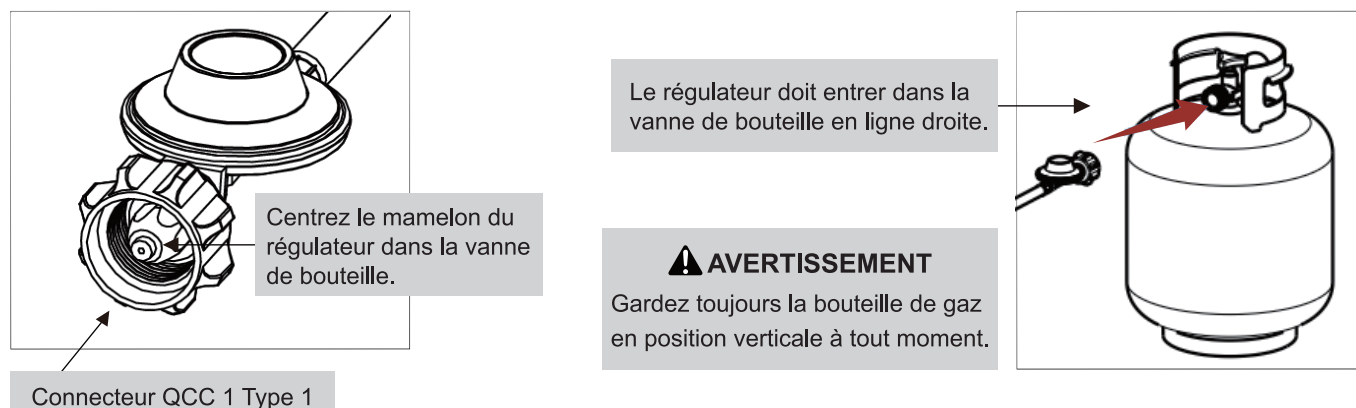 Centrez le mamelon du
régulateur dans la vanne
de bouteille.
Connecteur QCC 1 Type 1
Le régulateur doit entrer dans la
vanne de bouteille en ligne droite.
AVERTISSEMENT
Gardez toujours la bouteille de gaz
en position verticale à tout moment.